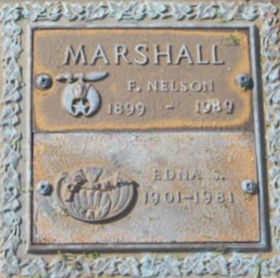 MARSHALL
F. NELSON
1899 - 1989
EDNA S.
1901-1981